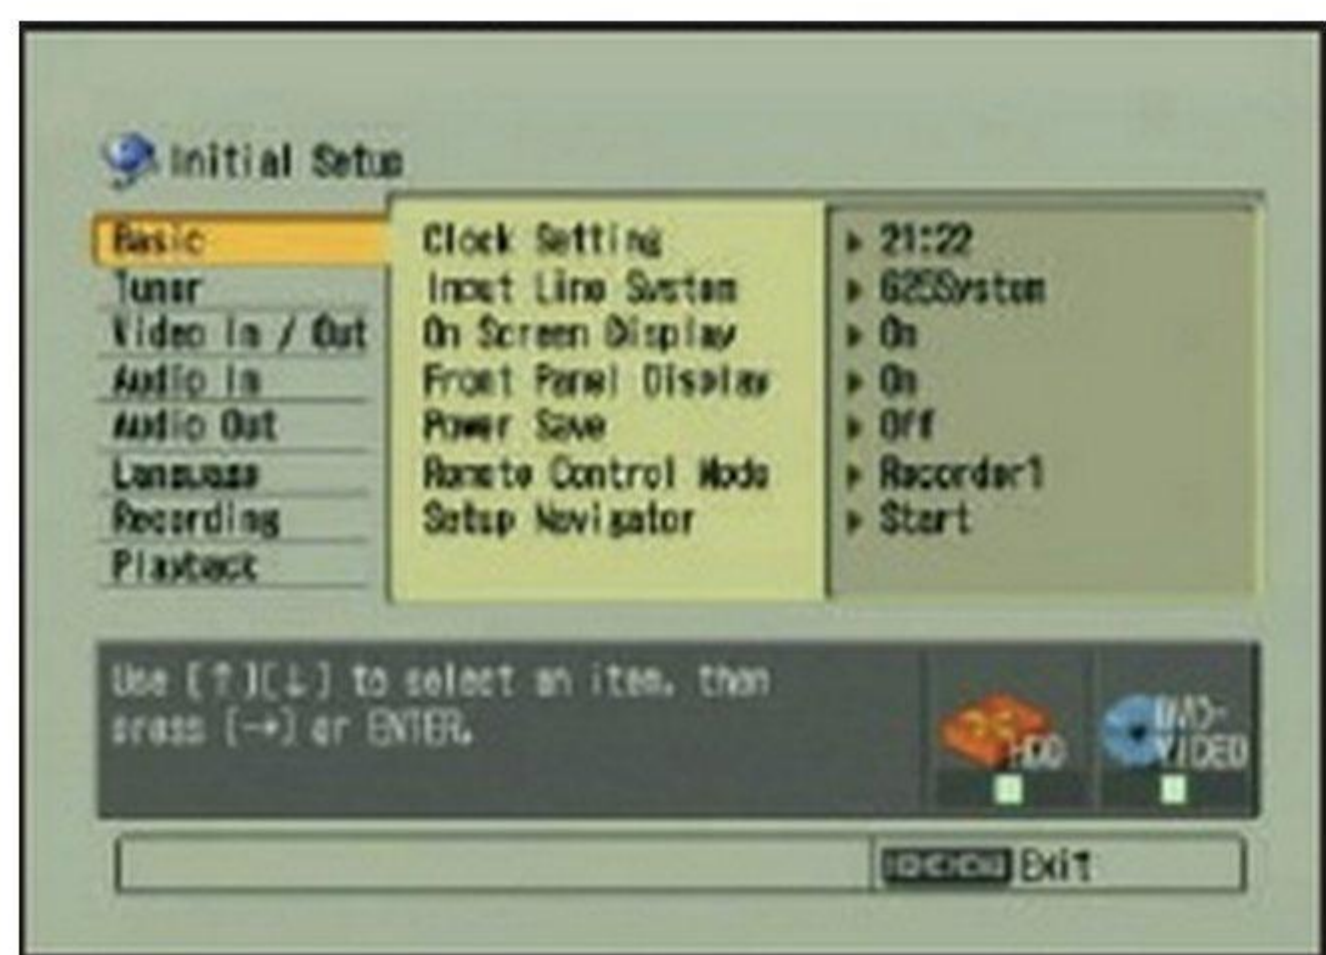 Initial Setup
Basic
Tuner
Video In / Out
Audio In
Audio Out
Language
Recording
Playback
Clock Setting
Input Line System
On Screen Display
Front Panel Display
Power Save
Remote Control Mode
Setup Navigator
21:22
625System
On
On
Off
Recorder1
Start
Use [↑][↓] to select an item, then
press [→] or ENTER.
HDD
DVD-
VIDEO
Exit